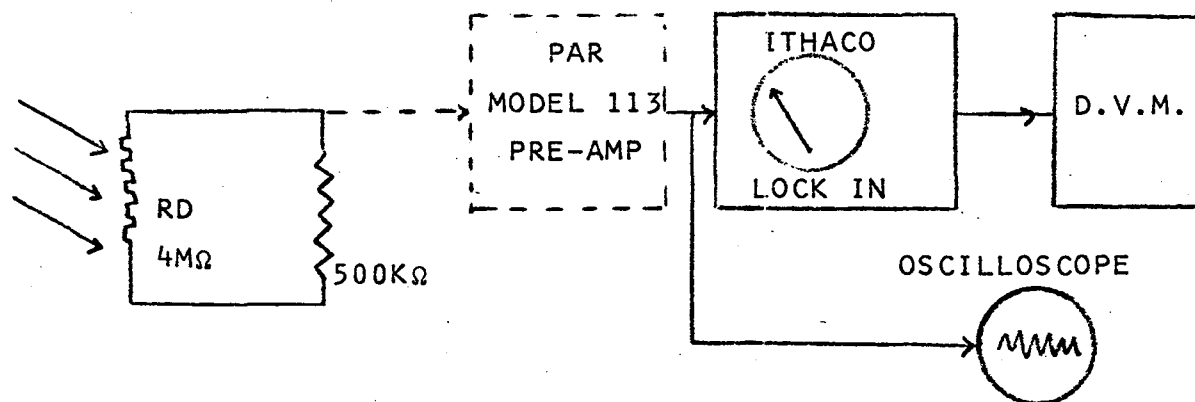 PAR
MODEL 113
PRE-AMP
ITHACO
LOCK IN
D.V.M.
RD
4MΩ
500KΩ
OSCILLOSCOPE